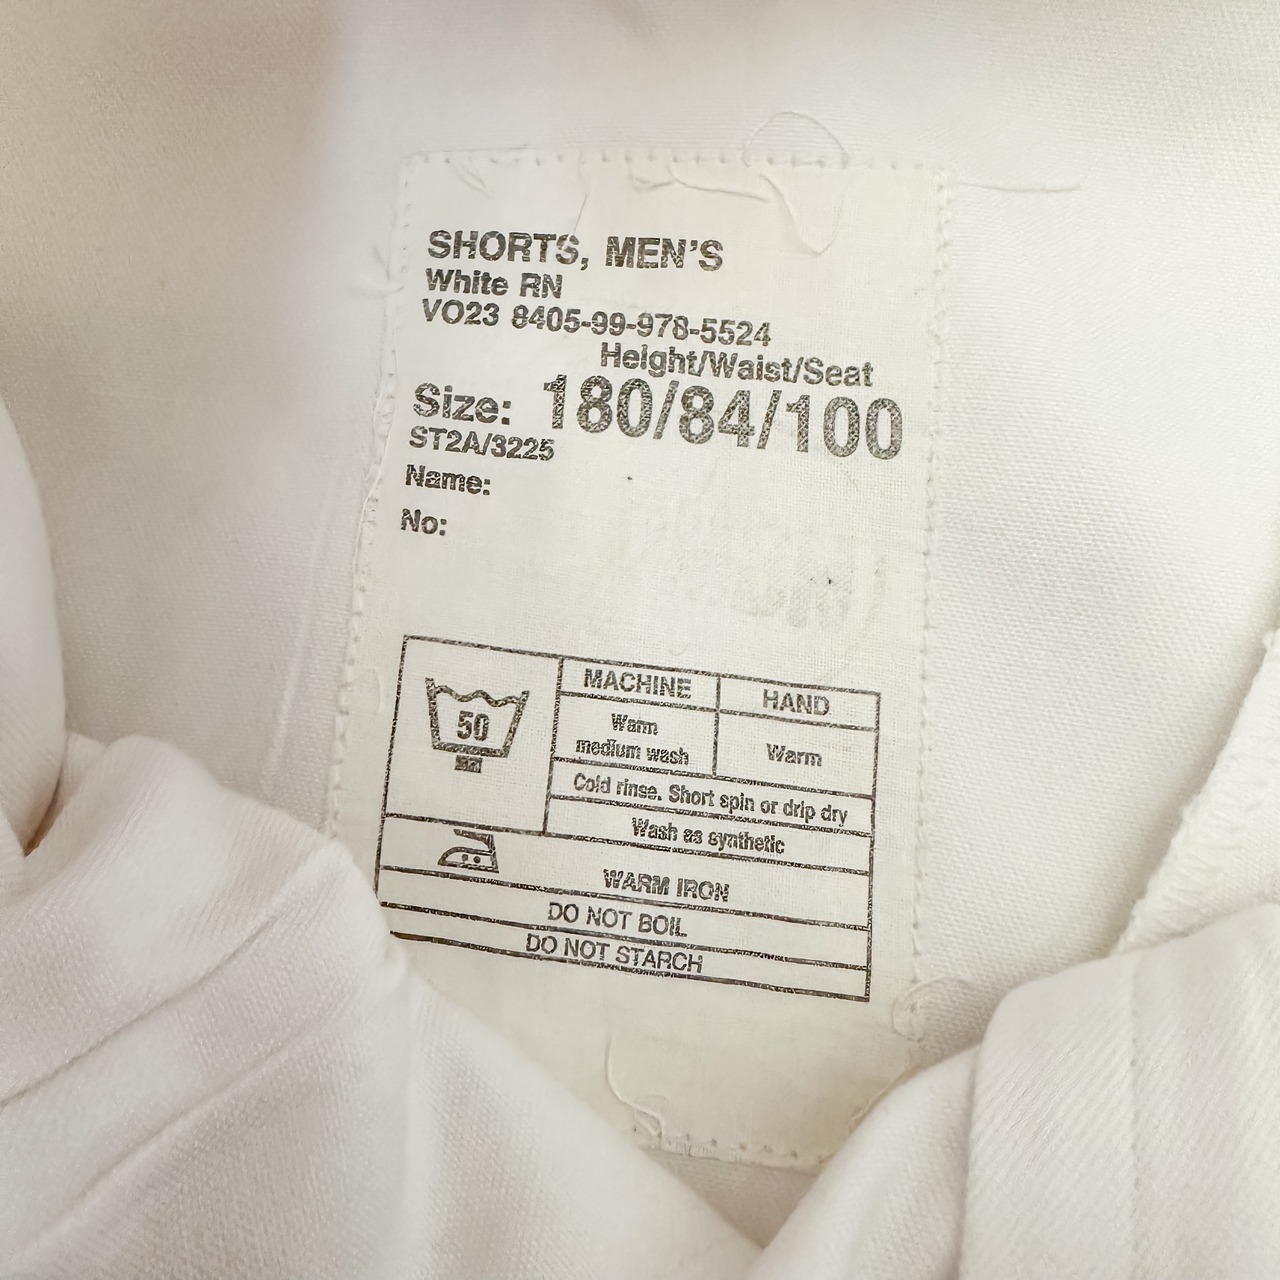 SHORTS, MEN'S
White RN
VO23 8405-99-978-5524
Height/Waist/Seat
Size: 180/84/100
ST2A/3225
Name:
No:
MACHINE HAND
50
Warm
medium wash
Warm
Cold rinse. Short spin or drip dry
Wash as synthetic
WARM IRON
DO NOT BOIL
DO NOT STARCH